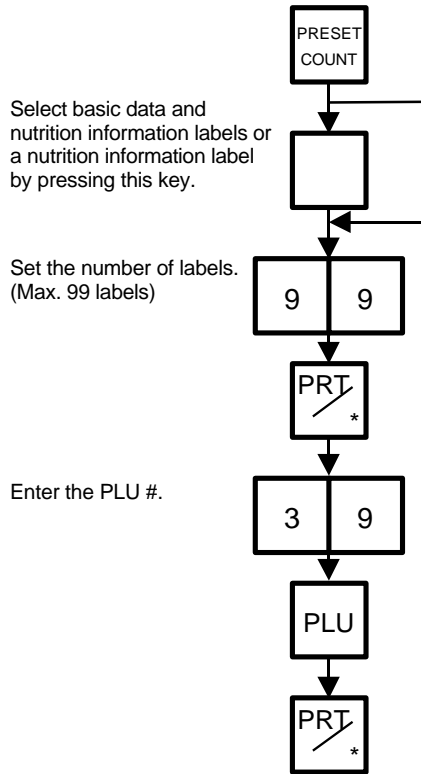 PRESET
COUNT
Select basic data and
nutrition information labels or
a nutrition information label
by pressing this key.
Set the number of labels.
(Max. 99 labels)
9 9
PRT
*
Enter the PLU #.
3 9
PLU
PRT
*